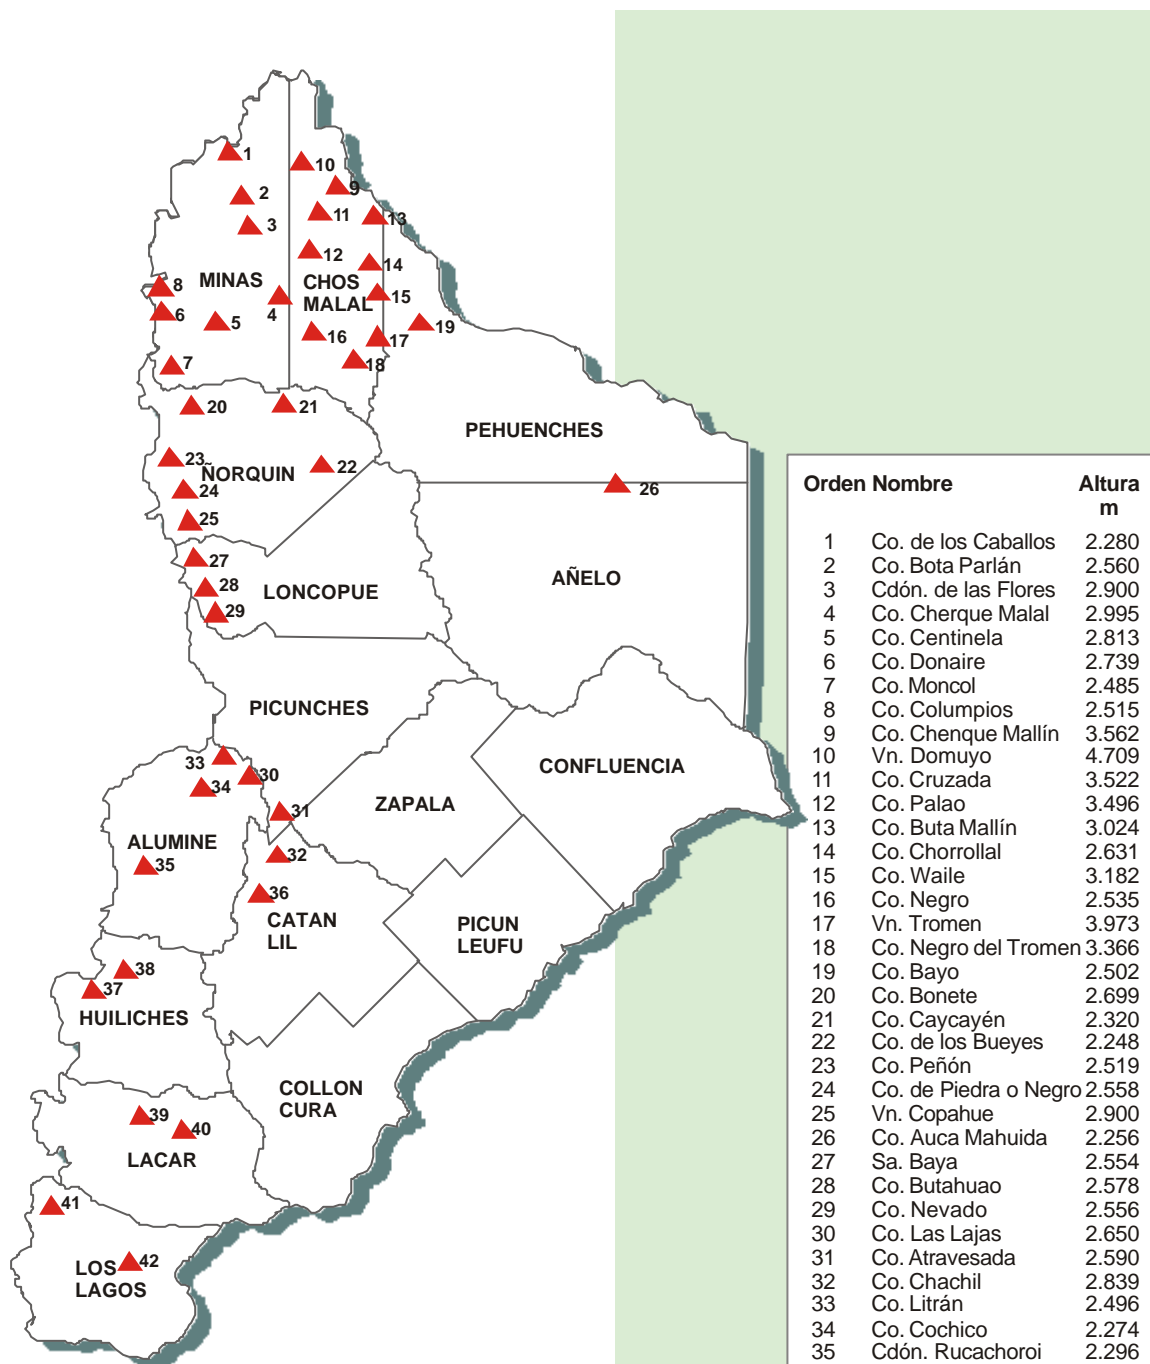 1
10
9
2
11
13
3
12
14
MINAS
CHOS
MALAL
8
15
4
6
5
19
16
17
18
7
20
21
PEHUENCHES
23
ÑORQUIN
22
24
26
25
27
AÑELO
28
LONCOPUE
29
PICUNCHES
33
30
CONFLUENCIA
34
ZAPALA
31
ALUMINE
32
35
36
CATAN
LIL
PICUN
LEUFU
38
37
HUILICHES
COLLON
CURA
39
40
LACAR
41
42
LOS
LAGOS
Orden Nombre Altura
m
1 Co. de los Caballos 2.280
2 Co. Bota Parlán 2.560
3 Cdón. de las Flores 2.900
4 Co. Cherque Malal 2.995
5 Co. Centinela 2.813
6 Co. Donaire 2.739
7 Co. Moncol 2.485
8 Co. Columpios 2.515
9 Co. Chenque Mallín 3.562
10 Vn. Domuyo 4.709
11 Co. Cruzada 3.522
12 Co. Palao 3.496
13 Co. Buta Mallín 3.024
14 Co. Chorrollal 2.631
15 Co. Waile 3.182
16 Co. Negro 2.535
17 Vn. Tromen 3.973
18 Co. Negro del Tromen 3.366
19 Co. Bayo 2.502
20 Co. Bonete 2.699
21 Co. Caycayén 2.320
22 Co. de los Bueyes 2.248
23 Co. Peñón 2.519
24 Co. de Piedra o Negro 2.558
25 Vn. Copahue 2.900
26 Co. Auca Mahuida 2.256
27 Sa. Baya 2.554
28 Co. Butahuao 2.578
29 Co. Nevado 2.556
30 Co. Las Lajas 2.650
31 Co. Atravesada 2.590
32 Co. Chachil 2.839
33 Co. Litrán 2.496
34 Co. Cochico 2.274
35 Cdón. Rucachoroi 2.296